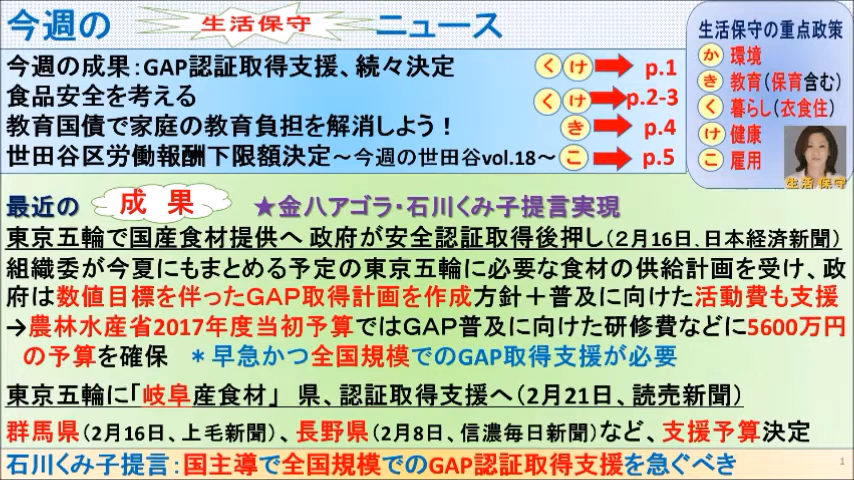 今週の 生活保守 ニュース
今週の成果：GAP認証取得支援、続々決定 くけ p.1
食品安全を考える くけ p.2-3
教育国債で家庭の教育負担を解消しよう！ き p.4
世田谷区労働報酬下限額決定～今週の世田谷vol.18～ こ p.5
生活保守の重点政策
か 環境
き 教育(保育含む)
く 暮らし(衣食住)
け 健康
こ 雇用
生活保守
最近の 成果 ★金八アゴラ・石川くみ子提言実現
東京五輪で国産食材提供へ 政府が安全認証取得後押し（2月16日、日本経済新聞）
組織委が今夏にもまとめる予定の東京五輪に必要な食材の供給計画を受け、政
府は数値目標を伴ったＧＡＰ取得計画を作成方針＋普及に向けた活動費も支援
→農林水産省2017年度当初予算ではＧＡＰ普及に向けた研修費などに5600万円
の予算を確保 ＊早急かつ全国規模でのGAP取得支援が必要
東京五輪に「岐阜産食材」 県、認証取得支援へ（2月21日、読売新聞）
群馬県（2月16日、上毛新聞）、長野県（2月8日、信濃毎日新聞）など、支援予算決定
石川くみ子提言：国主導で全国規模でのGAP認証取得支援を急ぐべき
1